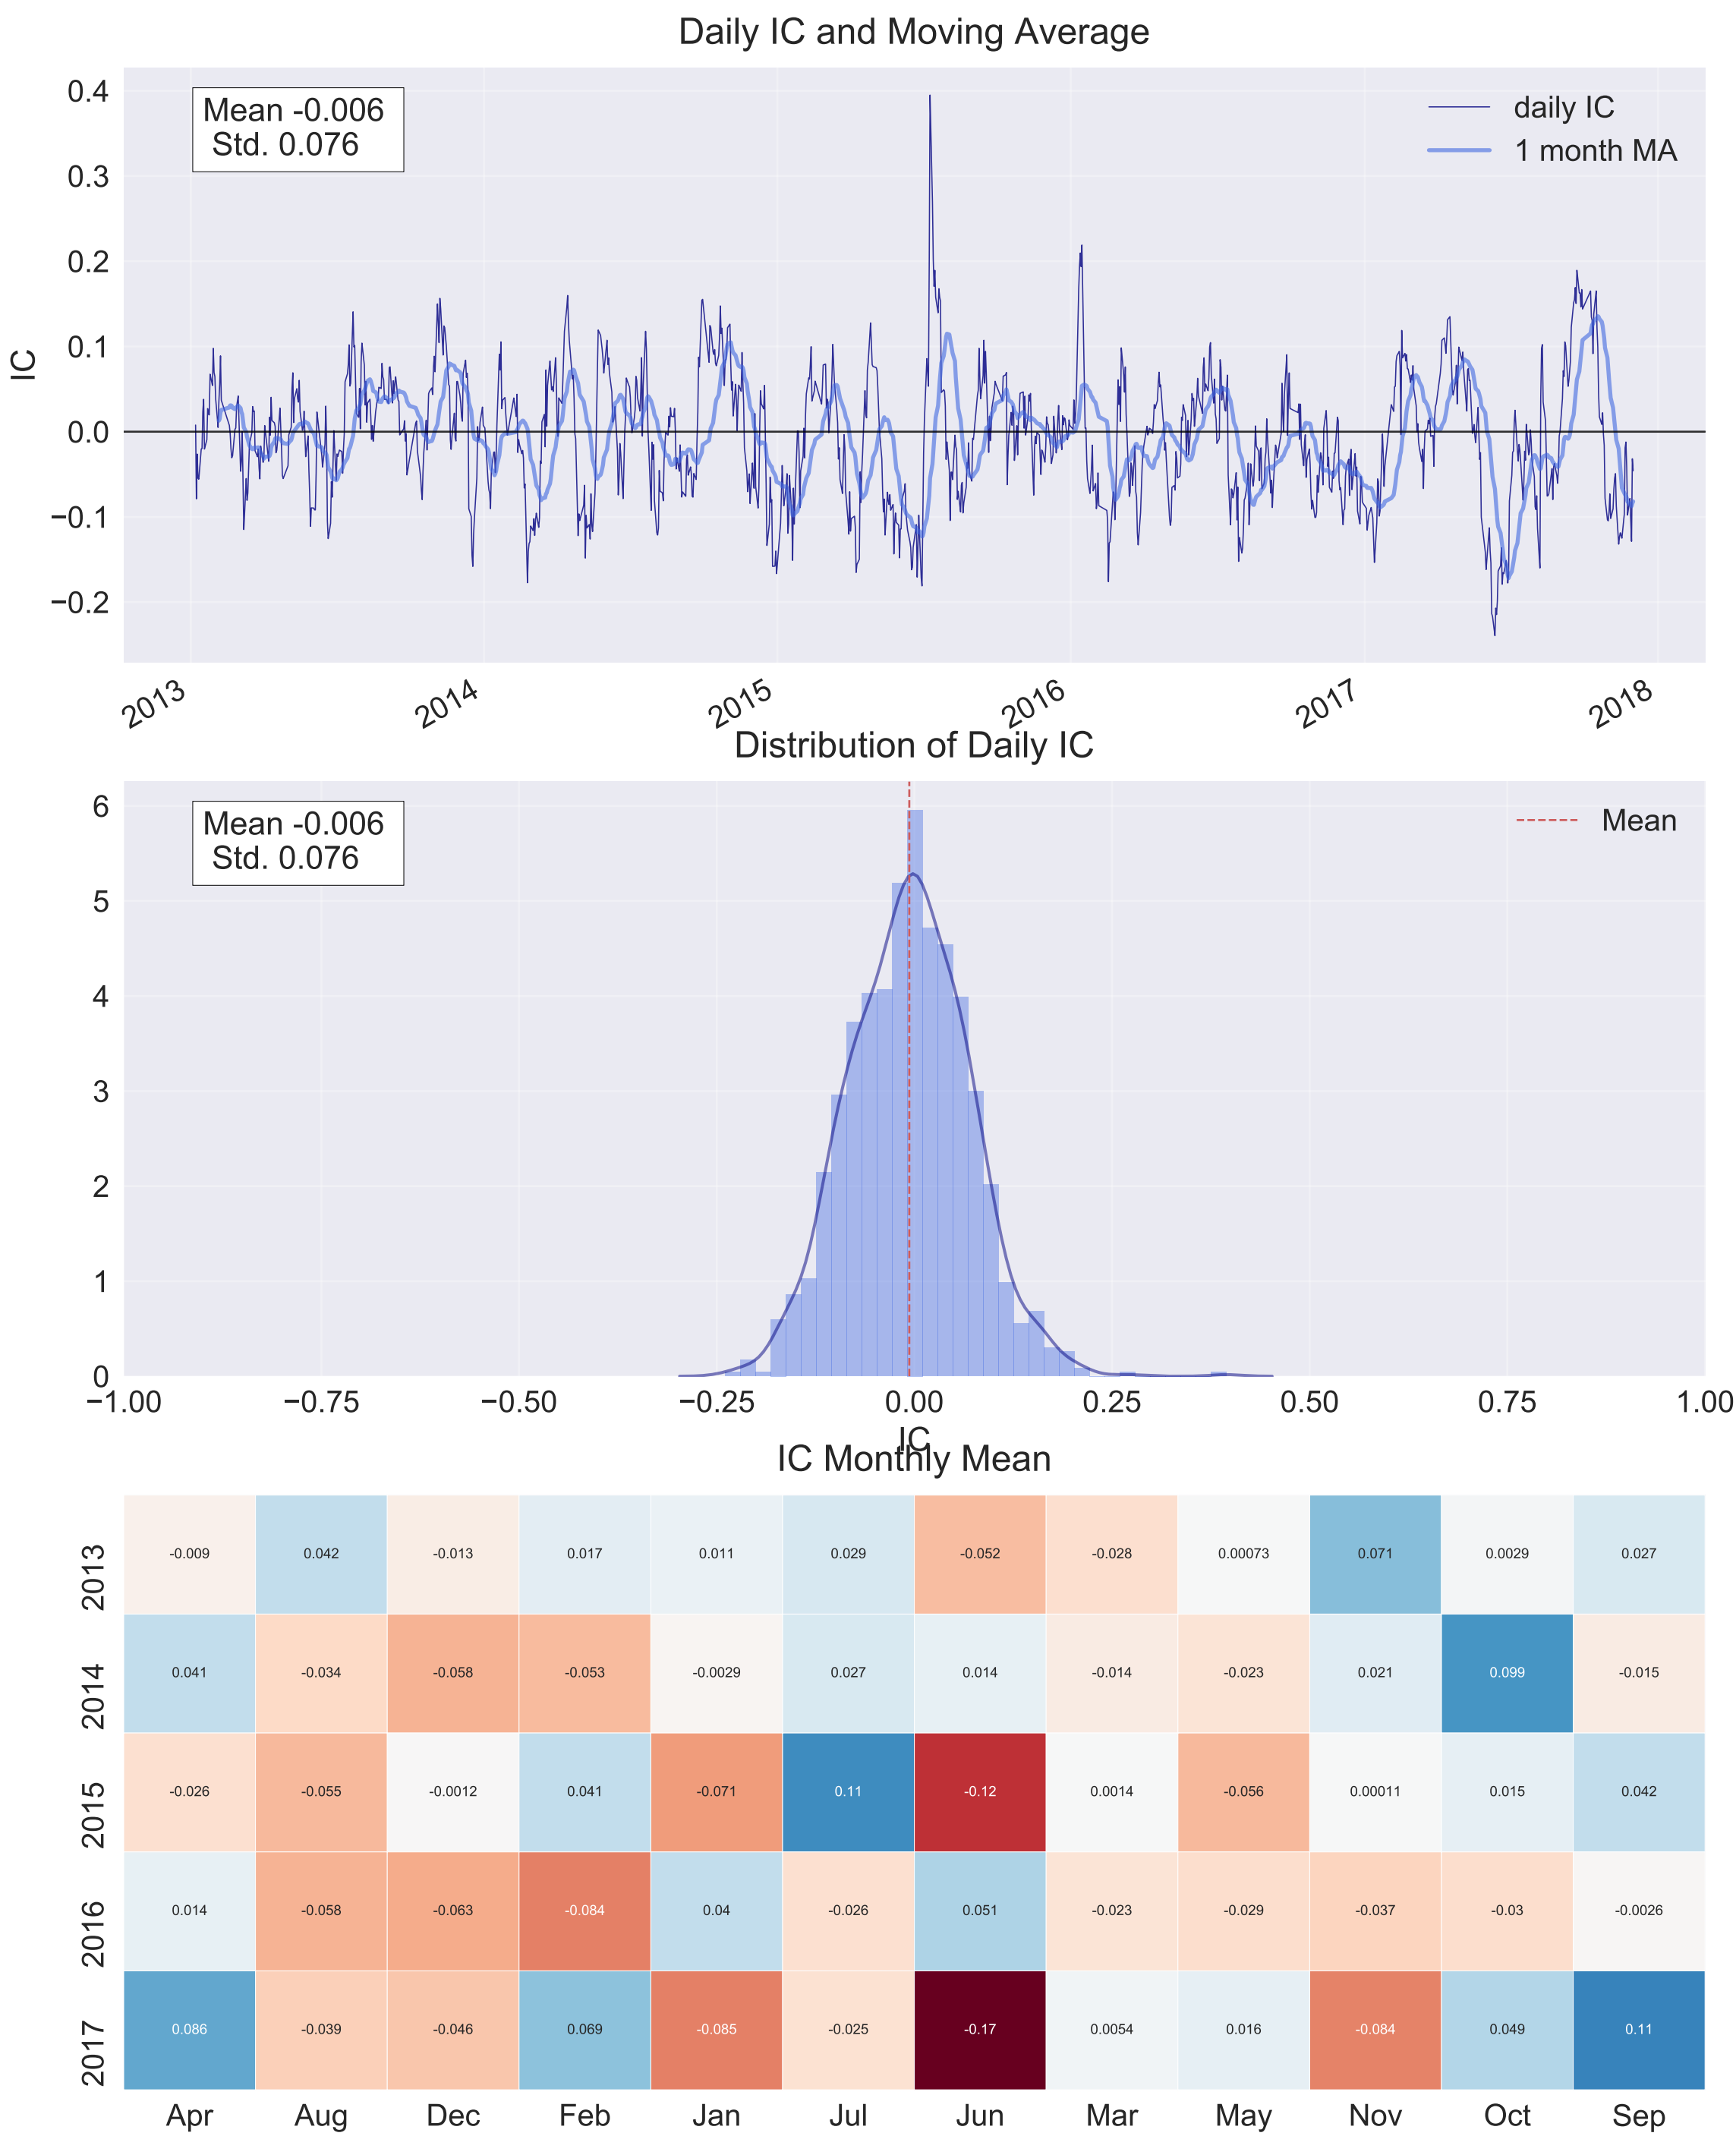 Daily IC and Moving Average
IC
0.4
0.3
0.2
0.1
0.0
−0.1
−0.2
Mean -0.006
Std. 0.076
daily IC
1 month MA
2013 2014 2015 2016 2017 2018
Distribution of Daily IC
6
5
4
3
2
1
0
Mean -0.006
Std. 0.076
Mean
−1.00 −0.75 −0.50 −0.25 0.00 0.25 0.50 0.75 1.00
IC
IC Monthly Mean
2013 -0.009 0.042 -0.013 0.017 0.011 0.029 -0.052 -0.028 0.00073 0.071 0.0029 0.027
2014 0.041 -0.034 -0.058 -0.053 -0.0029 0.027 0.014 -0.014 -0.023 0.021 0.099 -0.015
2015 -0.026 -0.055 -0.0012 0.041 -0.071 0.11 -0.12 0.0014 -0.056 0.00011 0.015 0.042
2016 0.014 -0.058 -0.063 -0.084 0.04 -0.026 0.051 -0.023 -0.029 -0.037 -0.03 -0.0026
2017 0.086 -0.039 -0.046 0.069 -0.085 -0.025 -0.17 0.0054 0.016 -0.084 0.049 0.11
Apr Aug Dec Feb Jan Jul Jun Mar May Nov Oct Sep